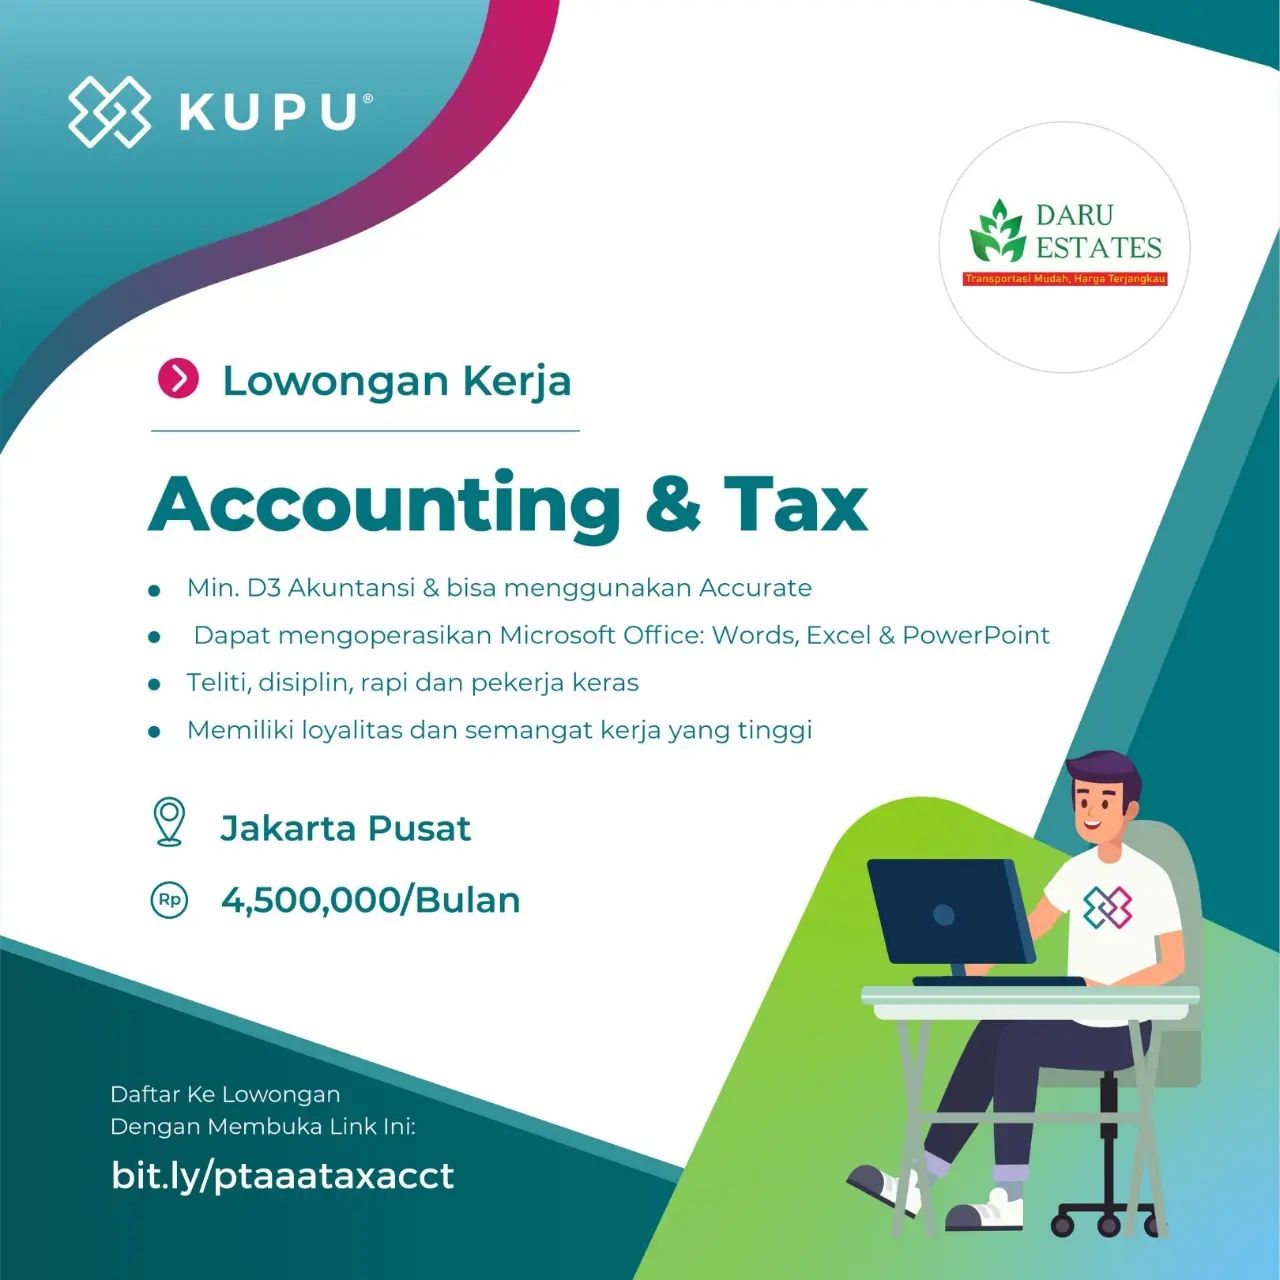 KUPU®
DARU
ESTATES
Transportasi Mudah, Harga Terjangkau
Lowongan Kerja
Accounting & Tax
• Min. D3 Akuntansi & bisa menggunakan Accurate
• Dapat mengoperasikan Microsoft Office: Words, Excel & PowerPoint
• Teliti, disiplin, rapi dan pekerja keras
• Memiliki loyalitas dan semangat kerja yang tinggi
Jakarta Pusat
Rp 4,500,000/Bulan
Daftar Ke Lowongan
Dengan Membuka Link Ini:
bit.ly/ptaaataxacct